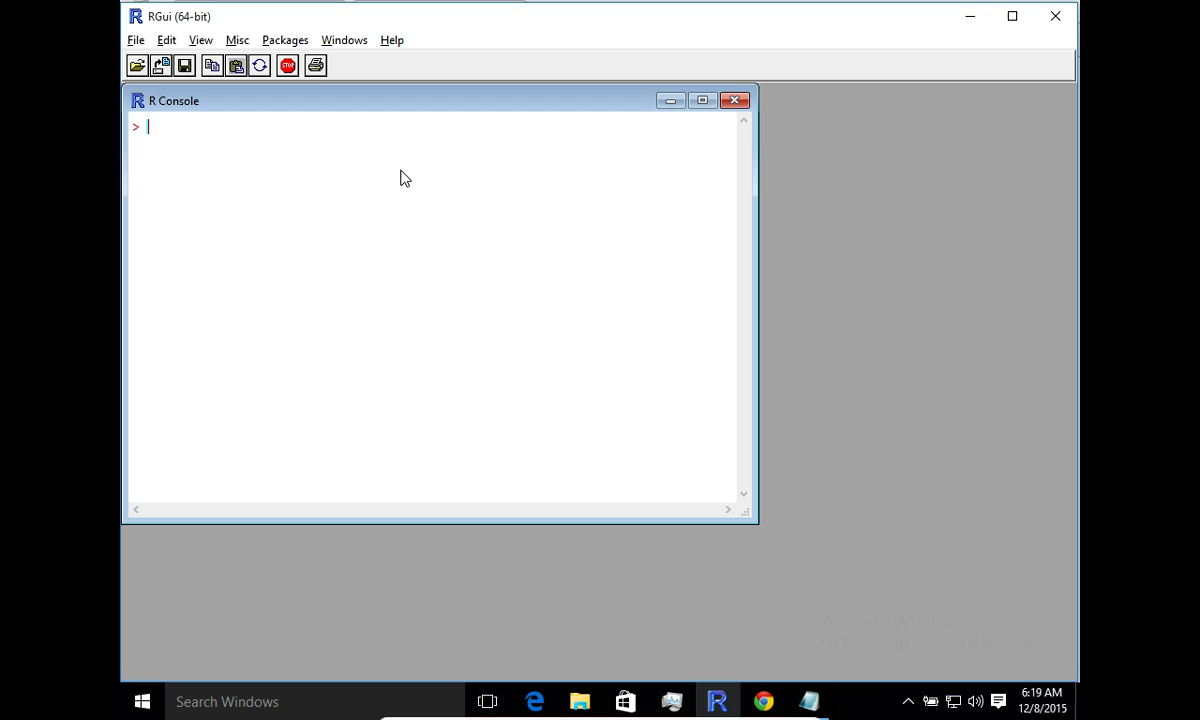 RGui (64-bit)
File Edit View Misc Packages Windows Help
STOP
R Console
>
Search Windows
6:19 AM
12/8/2015